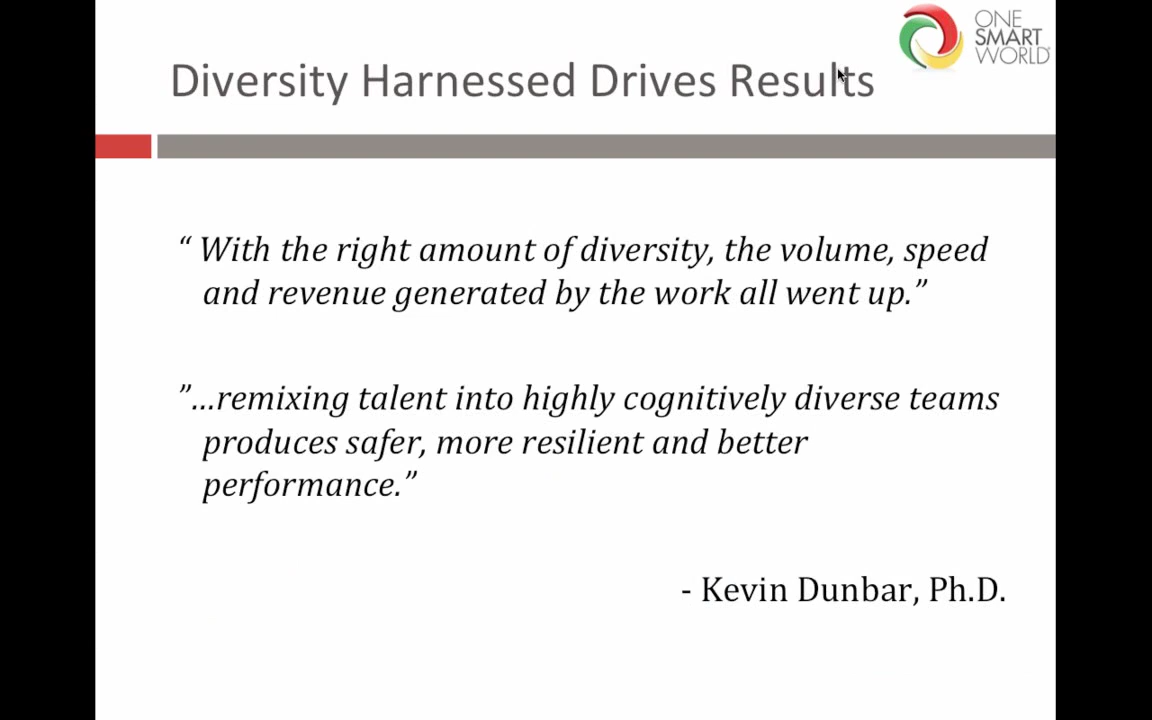 ONE
SMART
WORLD®
Diversity Harnessed Drives Results
“ With the right amount of diversity, the volume, speed
and revenue generated by the work all went up.”
”...remixing talent into highly cognitively diverse teams
produces safer, more resilient and better
performance.”
- Kevin Dunbar, Ph.D.